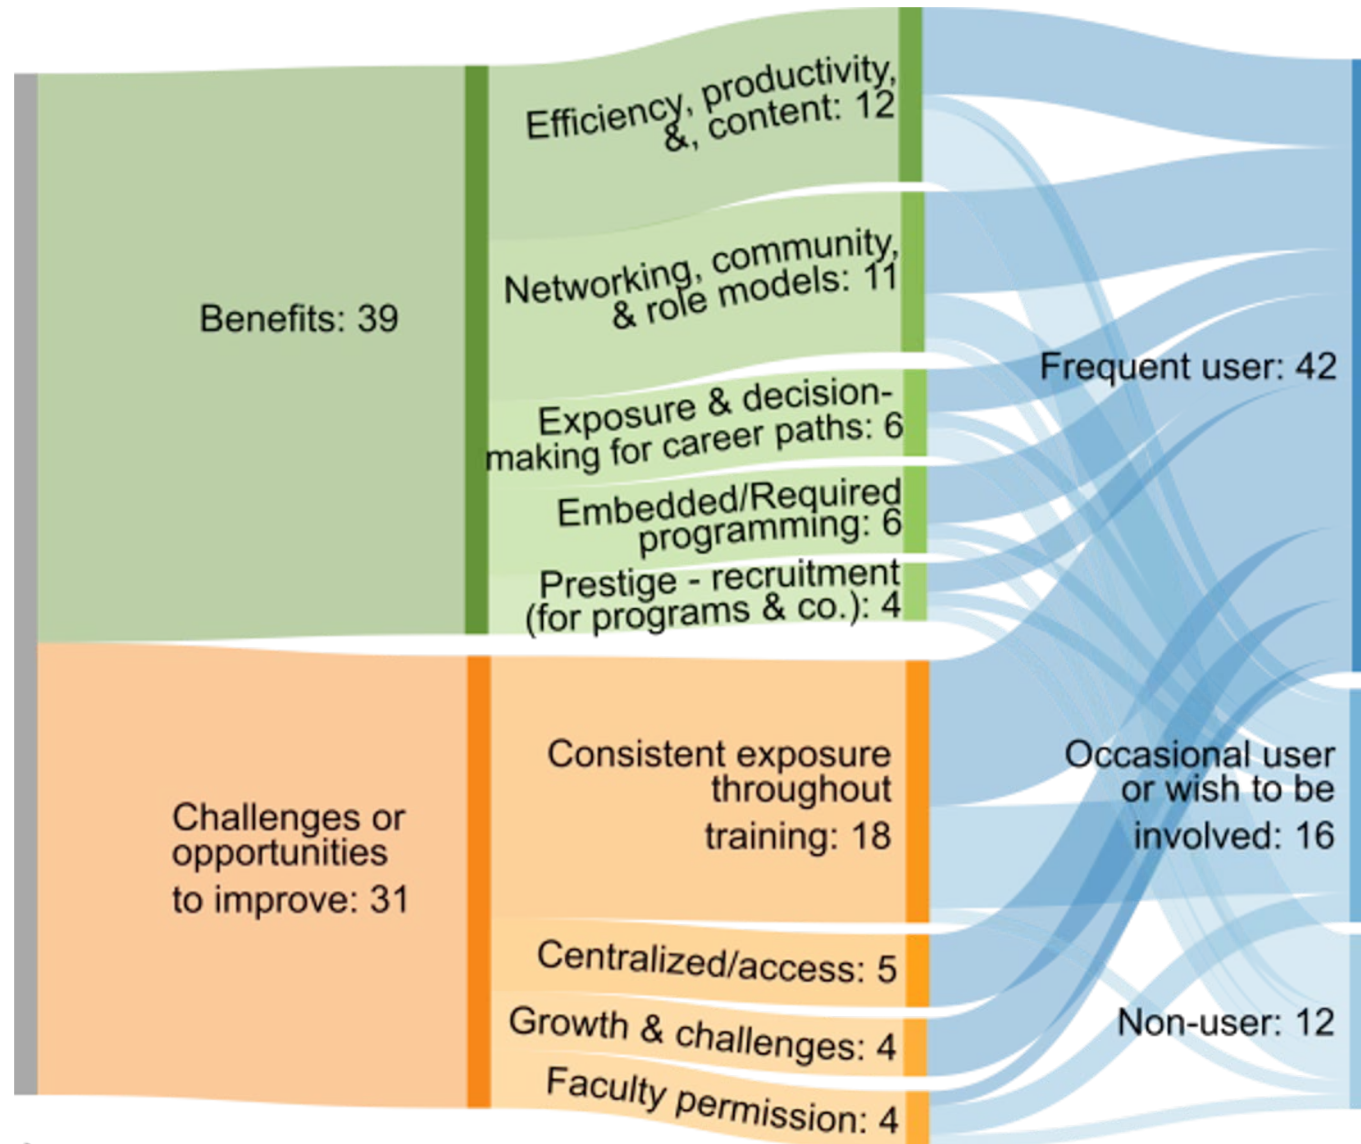 Efficiency, productivity,
&, content: 12
Networking, community,
& role models: 11
Benefits: 39
Exposure & decision-
making for career paths: 6
Frequent user: 42
Embedded/Required
programming: 6
Prestige - recruitment
(for programs & co.): 4
Consistent exposure
throughout
training: 18
Occasional user
or wish to be
involved: 16
Challenges or
opportunities
to improve: 31
Centralized/access: 5
Growth & challenges: 4
Non-user: 12
Faculty permission: 4